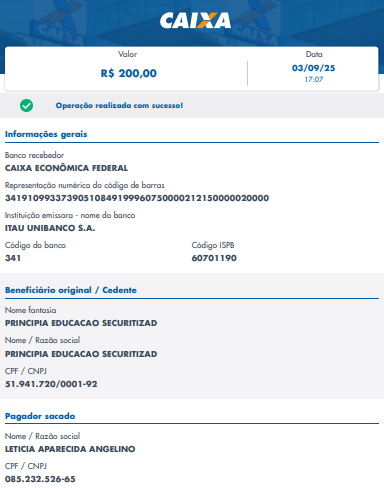 CAIXA
Valor
R$ 200,00
Data
03/09/25
17:07
Operação realizada com sucesso!
Informações gerais
Banco recebedor
CAIXA ECONÔMICA FEDERAL
Representação numérica do código de barras
34191099337390510849199960750000212150000020000
Instituição emissora - nome do banco
ITAU UNIBANCO S.A.
Código do banco
341
Código ISPB
60701190
Beneficiário original / Cedente
Nome fantasia
PRINCIPIA EDUCACAO SECURITIZAD
Nome / Razão social
PRINCIPIA EDUCACAO SECURITIZAD
CPF / CNPJ
51.941.720/0001-92
Pagador sacado
Nome / Razão social
LETICIA APARECIDA ANGELINO
CPF / CNPJ
085.232.526-65